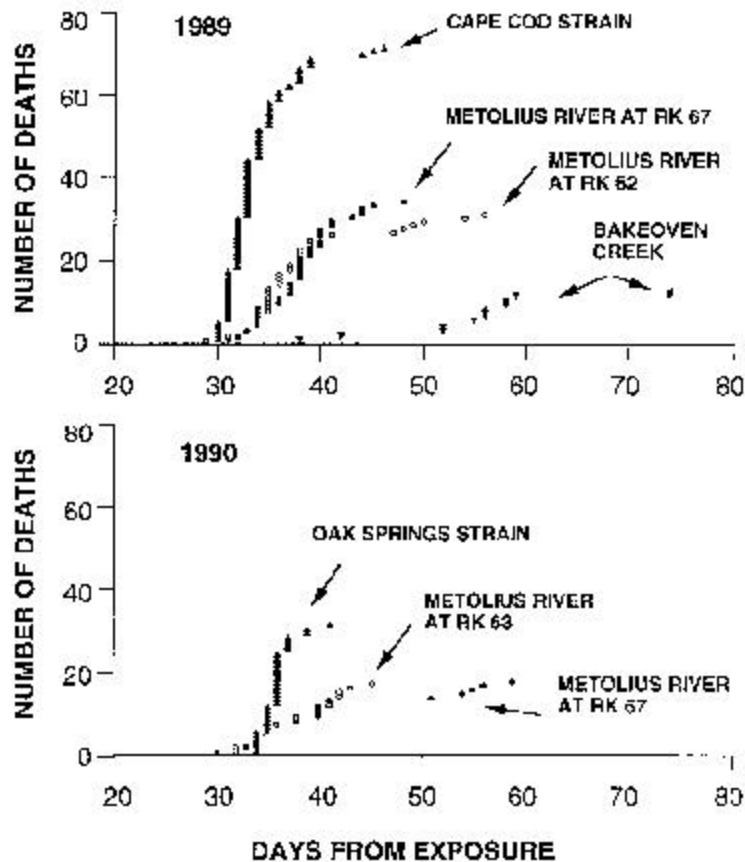 80
1989
CAPE COD STRAIN
60
METOLIUS RIVER AT RK 67
METOLIUS RIVER
AT RK 52
40
BAKEOVEN
CREEK
20
0
20 30 40 50 60 70 80
NUMBER OF DEATHS
80
1990
60
OAK SPRINGS STRAIN
40
METOLIUS RIVER
AT RK 63
20
METOLIUS RIVER
AT RK 67
0
20 30 40 50 60 70 80
NUMBER OF DEATHS
DAYS FROM EXPOSURE